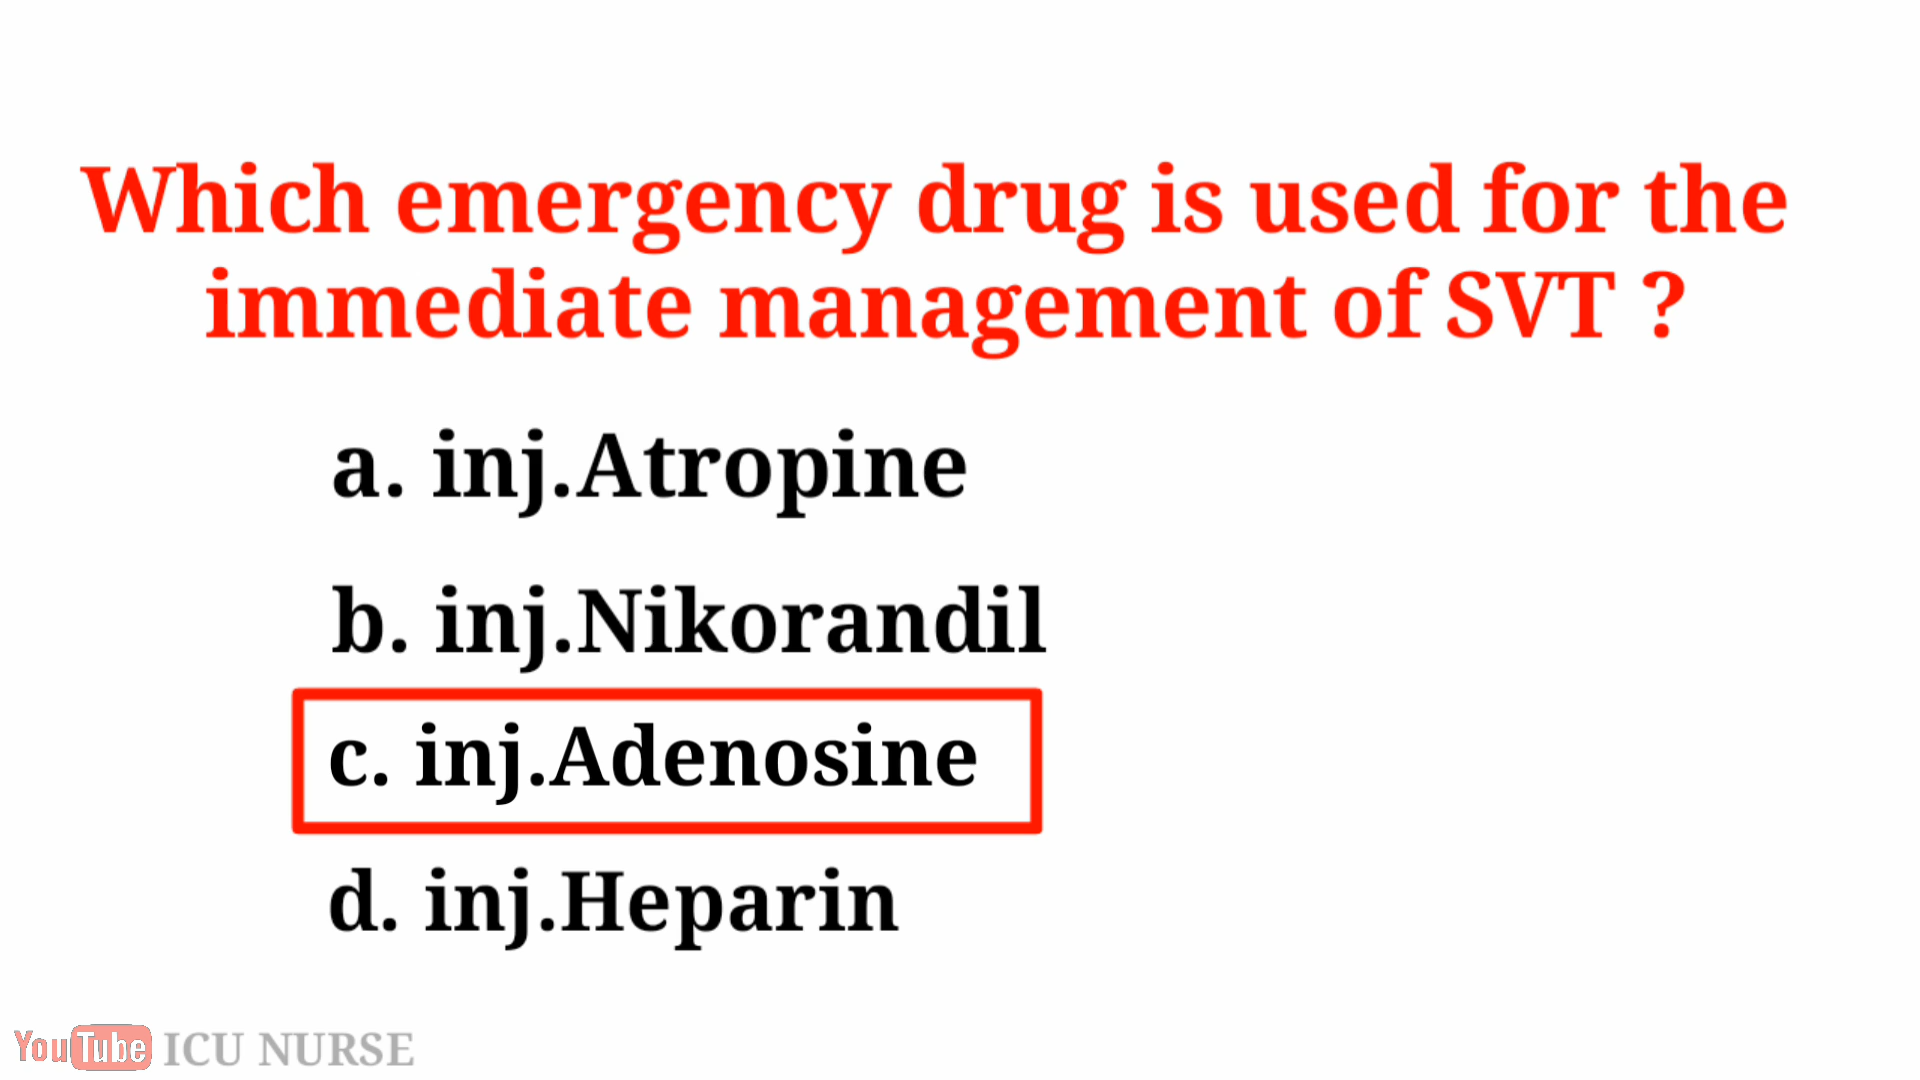 Which emergency drug is used for the
immediate management of SVT ?
a. inj.Atropine
b. inj.Nikorandil
c. inj.Adenosine
d. inj.Heparin
YouTube ICU NURSE